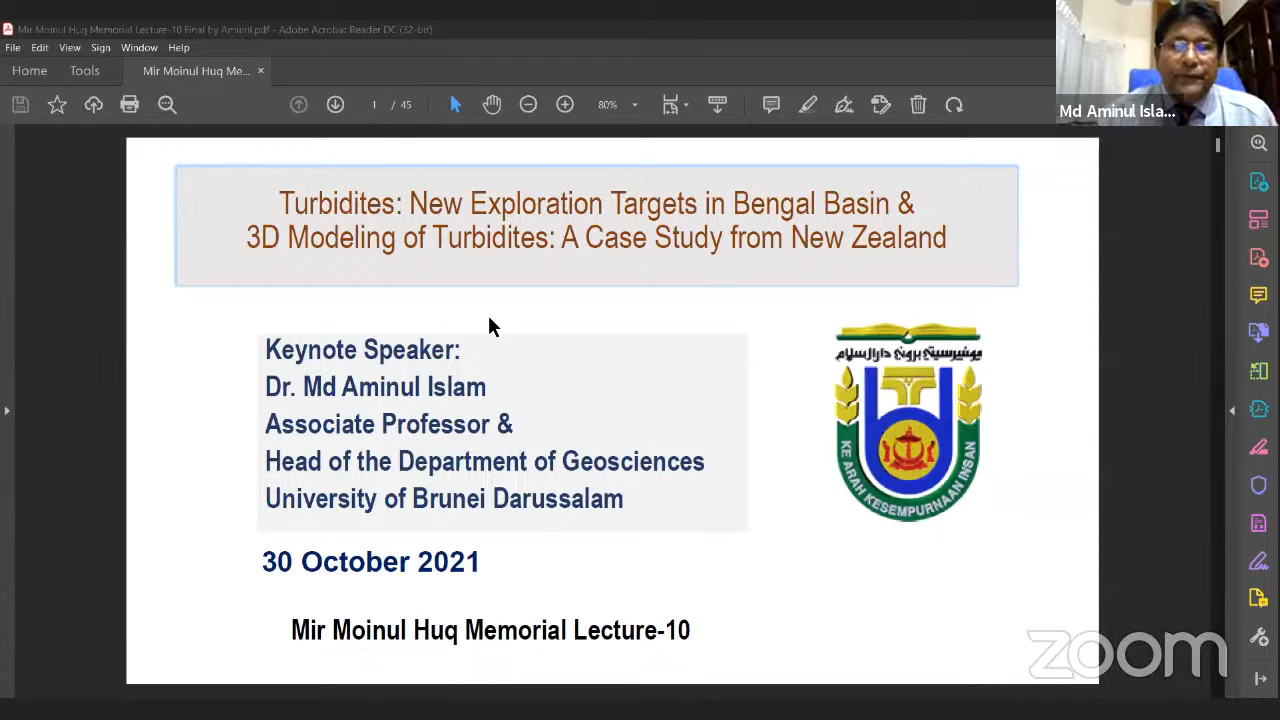 Mir Moinul Huq Memorial Lecture-10 Final by Aminul.pdf - Adobe Acrobat Reader DC (32-bit)
File Edit View Sign Window Help
Home Tools Mir Moinul Huq Me... ×
1 / 45 80%
Md Aminul Isla...
Turbidites: New Exploration Targets in Bengal Basin &
3D Modeling of Turbidites: A Case Study from New Zealand
Keynote Speaker:
Dr. Md Aminul Islam
Associate Professor &
Head of the Department of Geosciences
University of Brunei Darussalam
30 October 2021
Mir Moinul Huq Memorial Lecture-10
يونيۏرسيتي بروني دارالسلام
KE ARAH KESEMPURNAAN INSAN
zoom